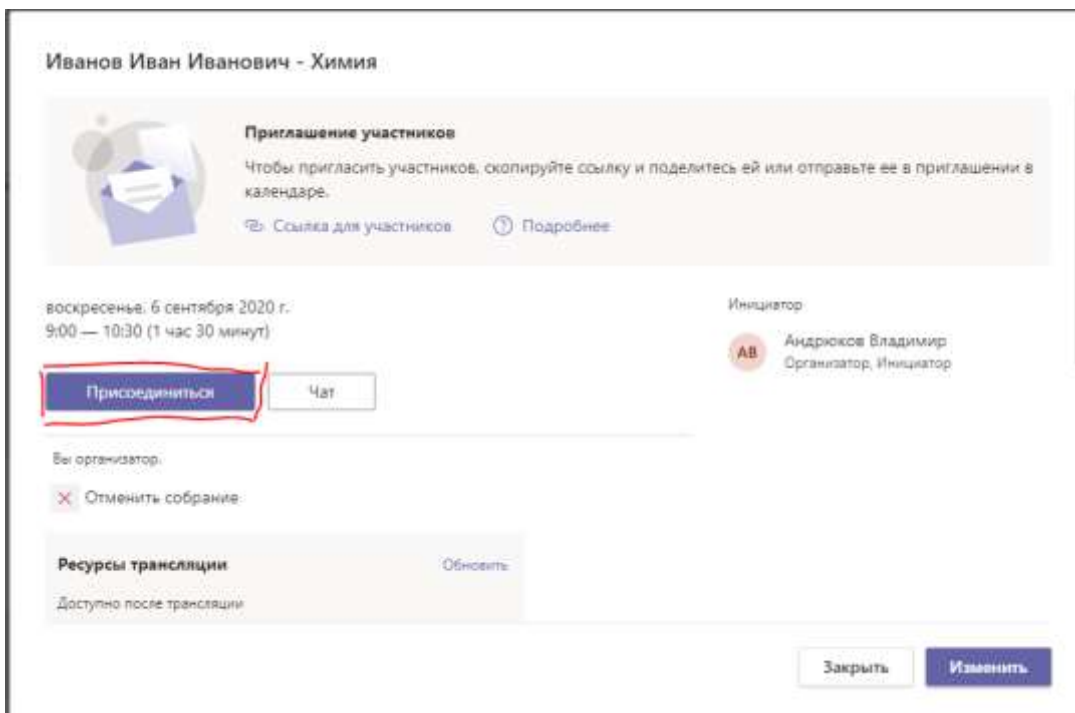 Иванов Иван Иванович - Химия
Приглашение участников
Чтобы пригласить участников, скопируйте ссылку и поделитесь ей или отправьте ее в приглашении в
календаре.
Ссылка для участников
Подробнее
воскресенье, 6 сентября 2020 г.
9:00 — 10:30 (1 час 30 минут)
Присоединиться
Чат
Инициатор
АВ
Андрюков Владимир
Организатор, Инициатор
Вы организатор.
Отменить собрание
Ресурсы трансляции
Обновить
Доступно после трансляции
Закрыть
Изменить